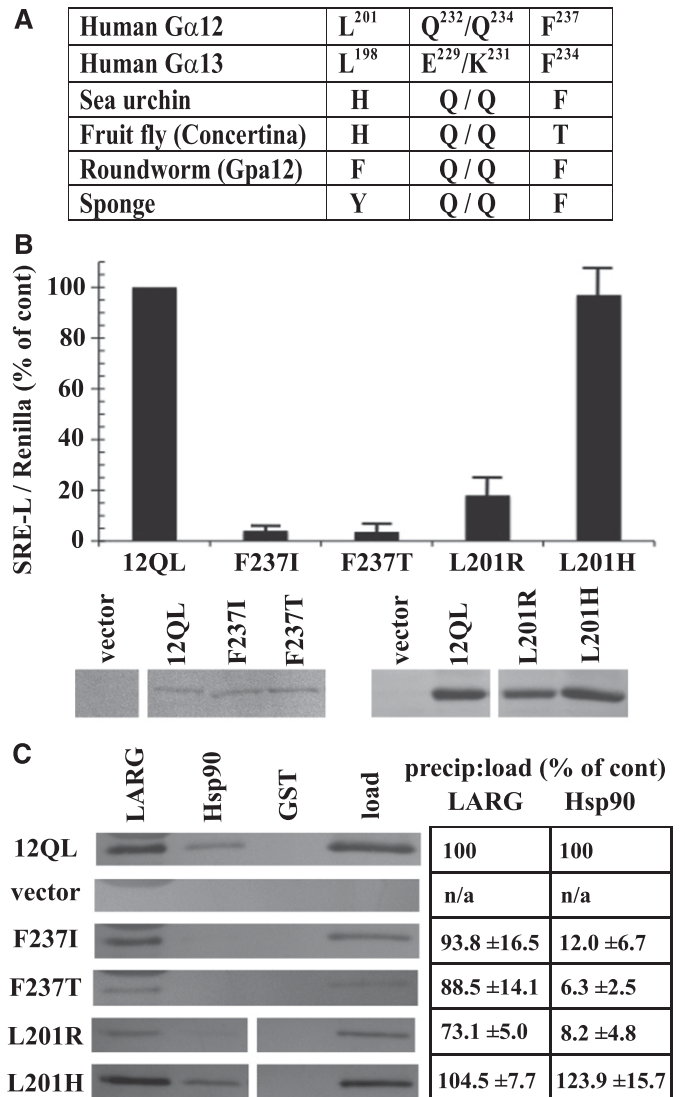 A
Human Gα12 L201 Q232/Q234 F237
Human Gα13 L198 E229/K231 F234
Sea urchin H Q / Q F
Fruit fly (Concertina) H Q / Q T
Roundworm (Gpa12) F Q / Q F
Sponge Y Q / Q F
B
SRE-L / Renilla (% of cont)
100
80
60
40
20
0
12QL F237I F237T L201R L201H
vector 12QL F237I F237T vector 12QL L201R L201H
C
LARG Hsp90 GST load
precip:load (% of cont)
LARG Hsp90
12QL 100 100
vector n/a n/a
F237I 93.8 ±16.5 12.0 ±6.7
F237T 88.5 ±14.1 6.3 ±2.5
L201R 73.1 ±5.0 8.2 ±4.8
L201H 104.5 ±7.7 123.9 ±15.7